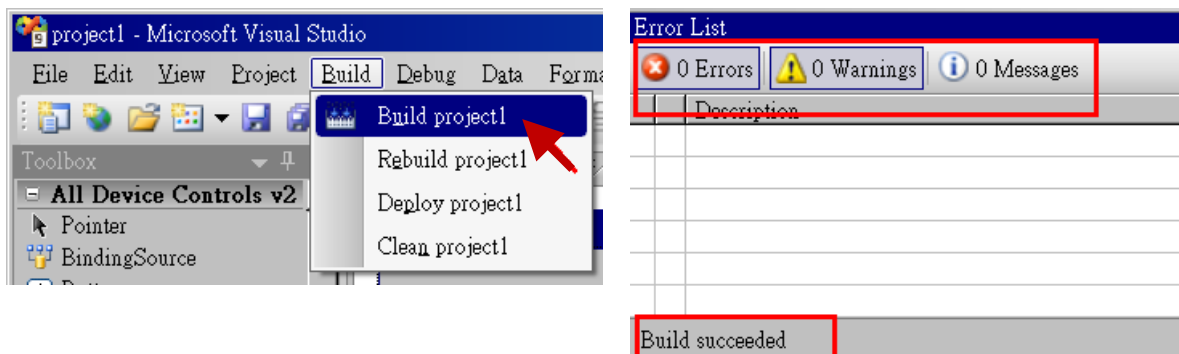 project1 - Microsoft Visual Studio
File Edit View Project Build Debug Data Forma
Build project1
Rebuild project1
Deploy project1
Clean project1
Toolbox
All Device Controls v2
Pointer
BindingSource
Error List
0 Errors 0 Warnings 0 Messages
Description
Build succeeded